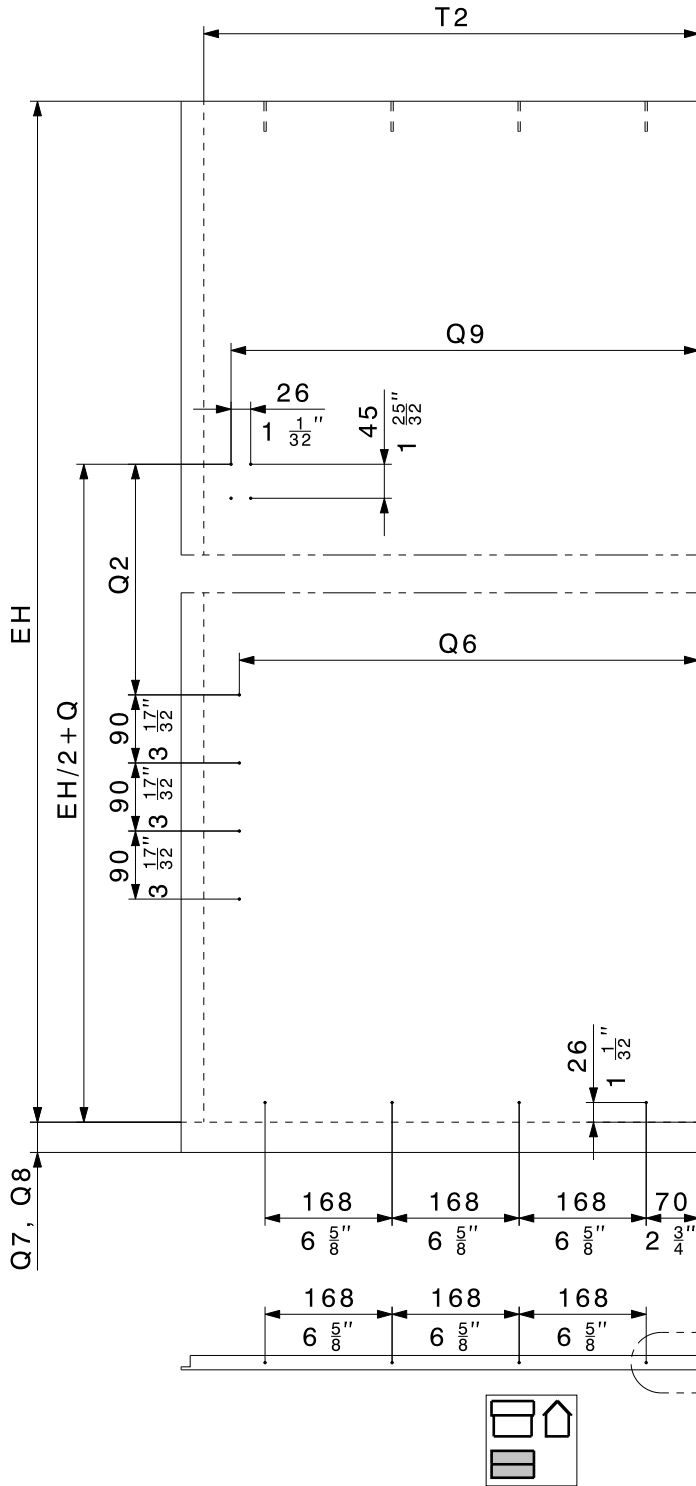 T2
Q9
26
1 1/32"
45
1 25/32"
Q2
EH
EH/2+Q
Q6
90
3 17/32"
90
3 17/32"
90
3 17/32"
26
1 1/32"
Q7, Q8
168 168 168 70
6 5/8" 6 5/8" 6 5/8" 2 3/4"
168 168 168
6 5/8" 6 5/8" 6 5/8"